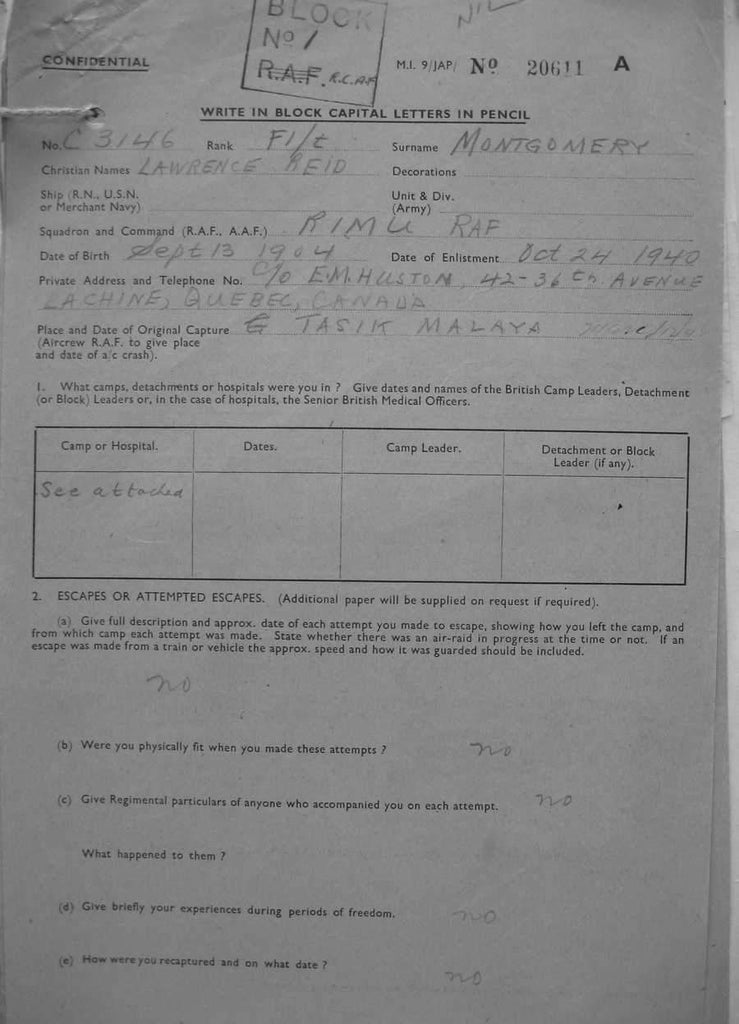 BLOCK
Nº 1
R.A.F. R.C.AF
NIL
CONFIDENTIAL
M.I. 9/JAP/ Nº 20611 A
WRITE IN BLOCK CAPITAL LETTERS IN PENCIL
No. C 3146 Rank Fl/t Surname MONTGOMERY
Christian Names LAWRENCE REID Decorations
Ship (R.N., U.S.N. Unit & Div.
or Merchant Navy) (Army)
Squadron and Command (R.A.F., A.A.F.) RIMU RAF
Date of Birth Sept 13 1904 Date of Enlistment Oct 24 1940
Private Address and Telephone No. C/O E.M. HUSTON, 42-36 th AVENUE
LACHINE, QUEBEC, CANADA
Place and Date of Original Capture TASIK MALAYA
(Aircrew R.A.F. to give place
and date of a/c crash).
1. What camps, detachments or hospitals were you in ? Give dates and names of the British Camp Leaders, Detachment
(or Block) Leaders or, in the case of hospitals, the Senior British Medical Officers.
Camp or Hospital. Dates. Camp Leader. Detachment or Block
Leader (if any).
See attached
2. ESCAPES OR ATTEMPTED ESCAPES. (Additional paper will be supplied on request if required).
(a) Give full description and approx. date of each attempt you made to escape, showing how you left the camp, and
from which camp each attempt was made. State whether there was an air-raid in progress at the time or not. If an
escape was made from a train or vehicle the approx. speed and how it was guarded should be included.
no
(b) Were you physically fit when you made these attempts ? no
(c) Give Regimental particulars of anyone who accompanied you on each attempt. no
What happened to them ?
(d) Give briefly your experiences during periods of freedom. no
(e) How were you recaptured and on what date ? no